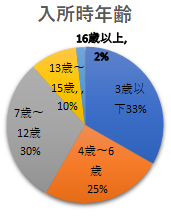 入所時年齢
16歳以上,
2%
3歳以
下33%
4歳～6
歳
25%
7歳～
12歳
30%
13歳～
15歳, ,
10%